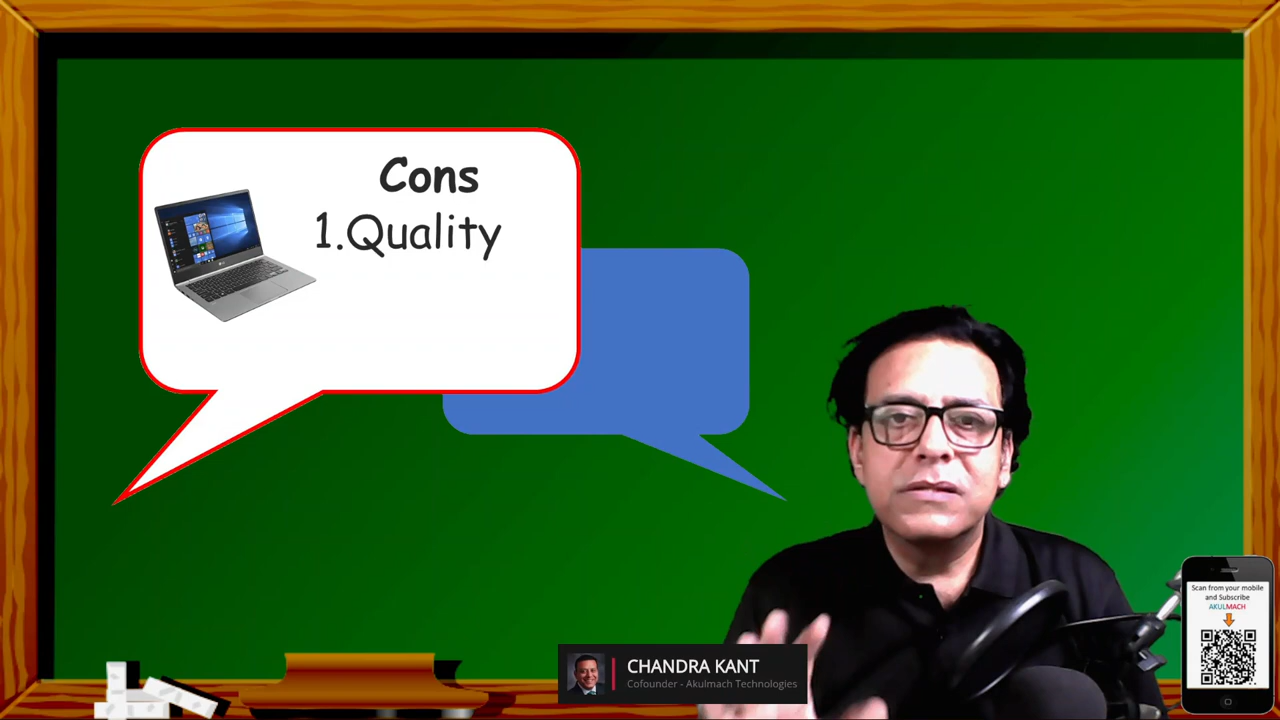 Cons
1.Quality
CHANDRA KANT
Cofounder - Akulmach Technologies
Scan from your mobile
and Subscribe
AKULMACH